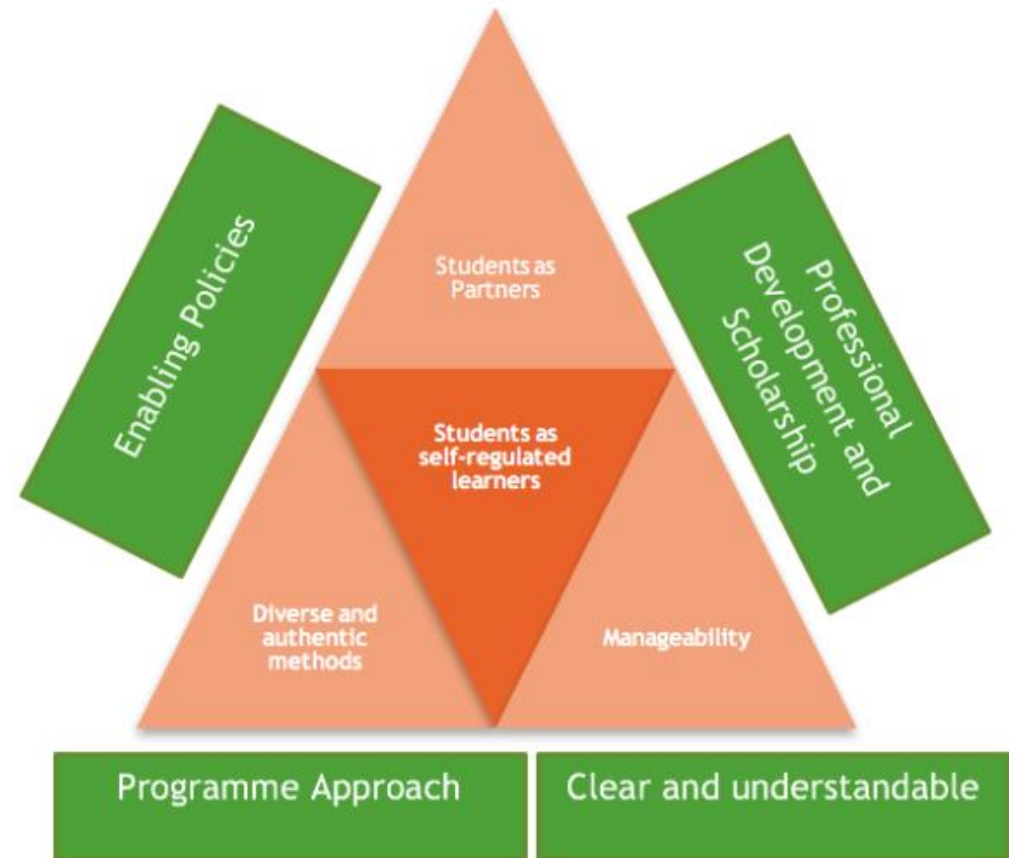 Enabling Policies
Professional
Development and
Scholarship
Students as
Partners
Students as
self-regulated
learners
Diverse and
authentic
methods
Manageability
Programme Approach
Clear and understandable